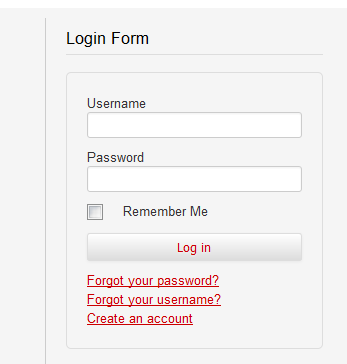 Login Form
Username
Password
Remember Me
Log in
Forgot your password?
Forgot your username?
Create an account